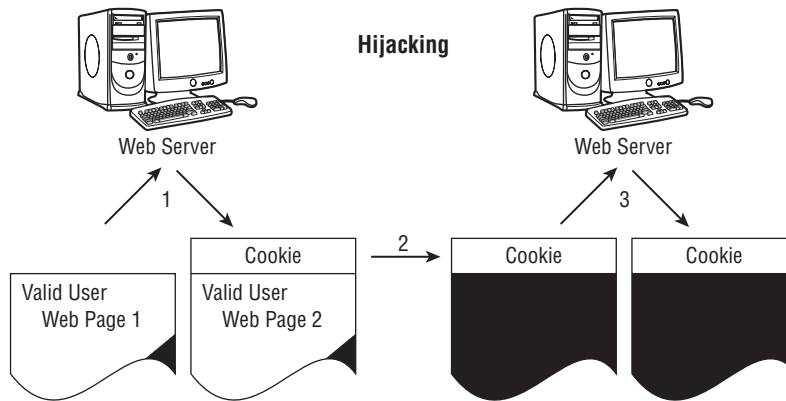 Hijacking
Web Server
Web Server
1
3
2
Cookie
Cookie
Cookie
Valid User
Web Page 1
Valid User
Web Page 2